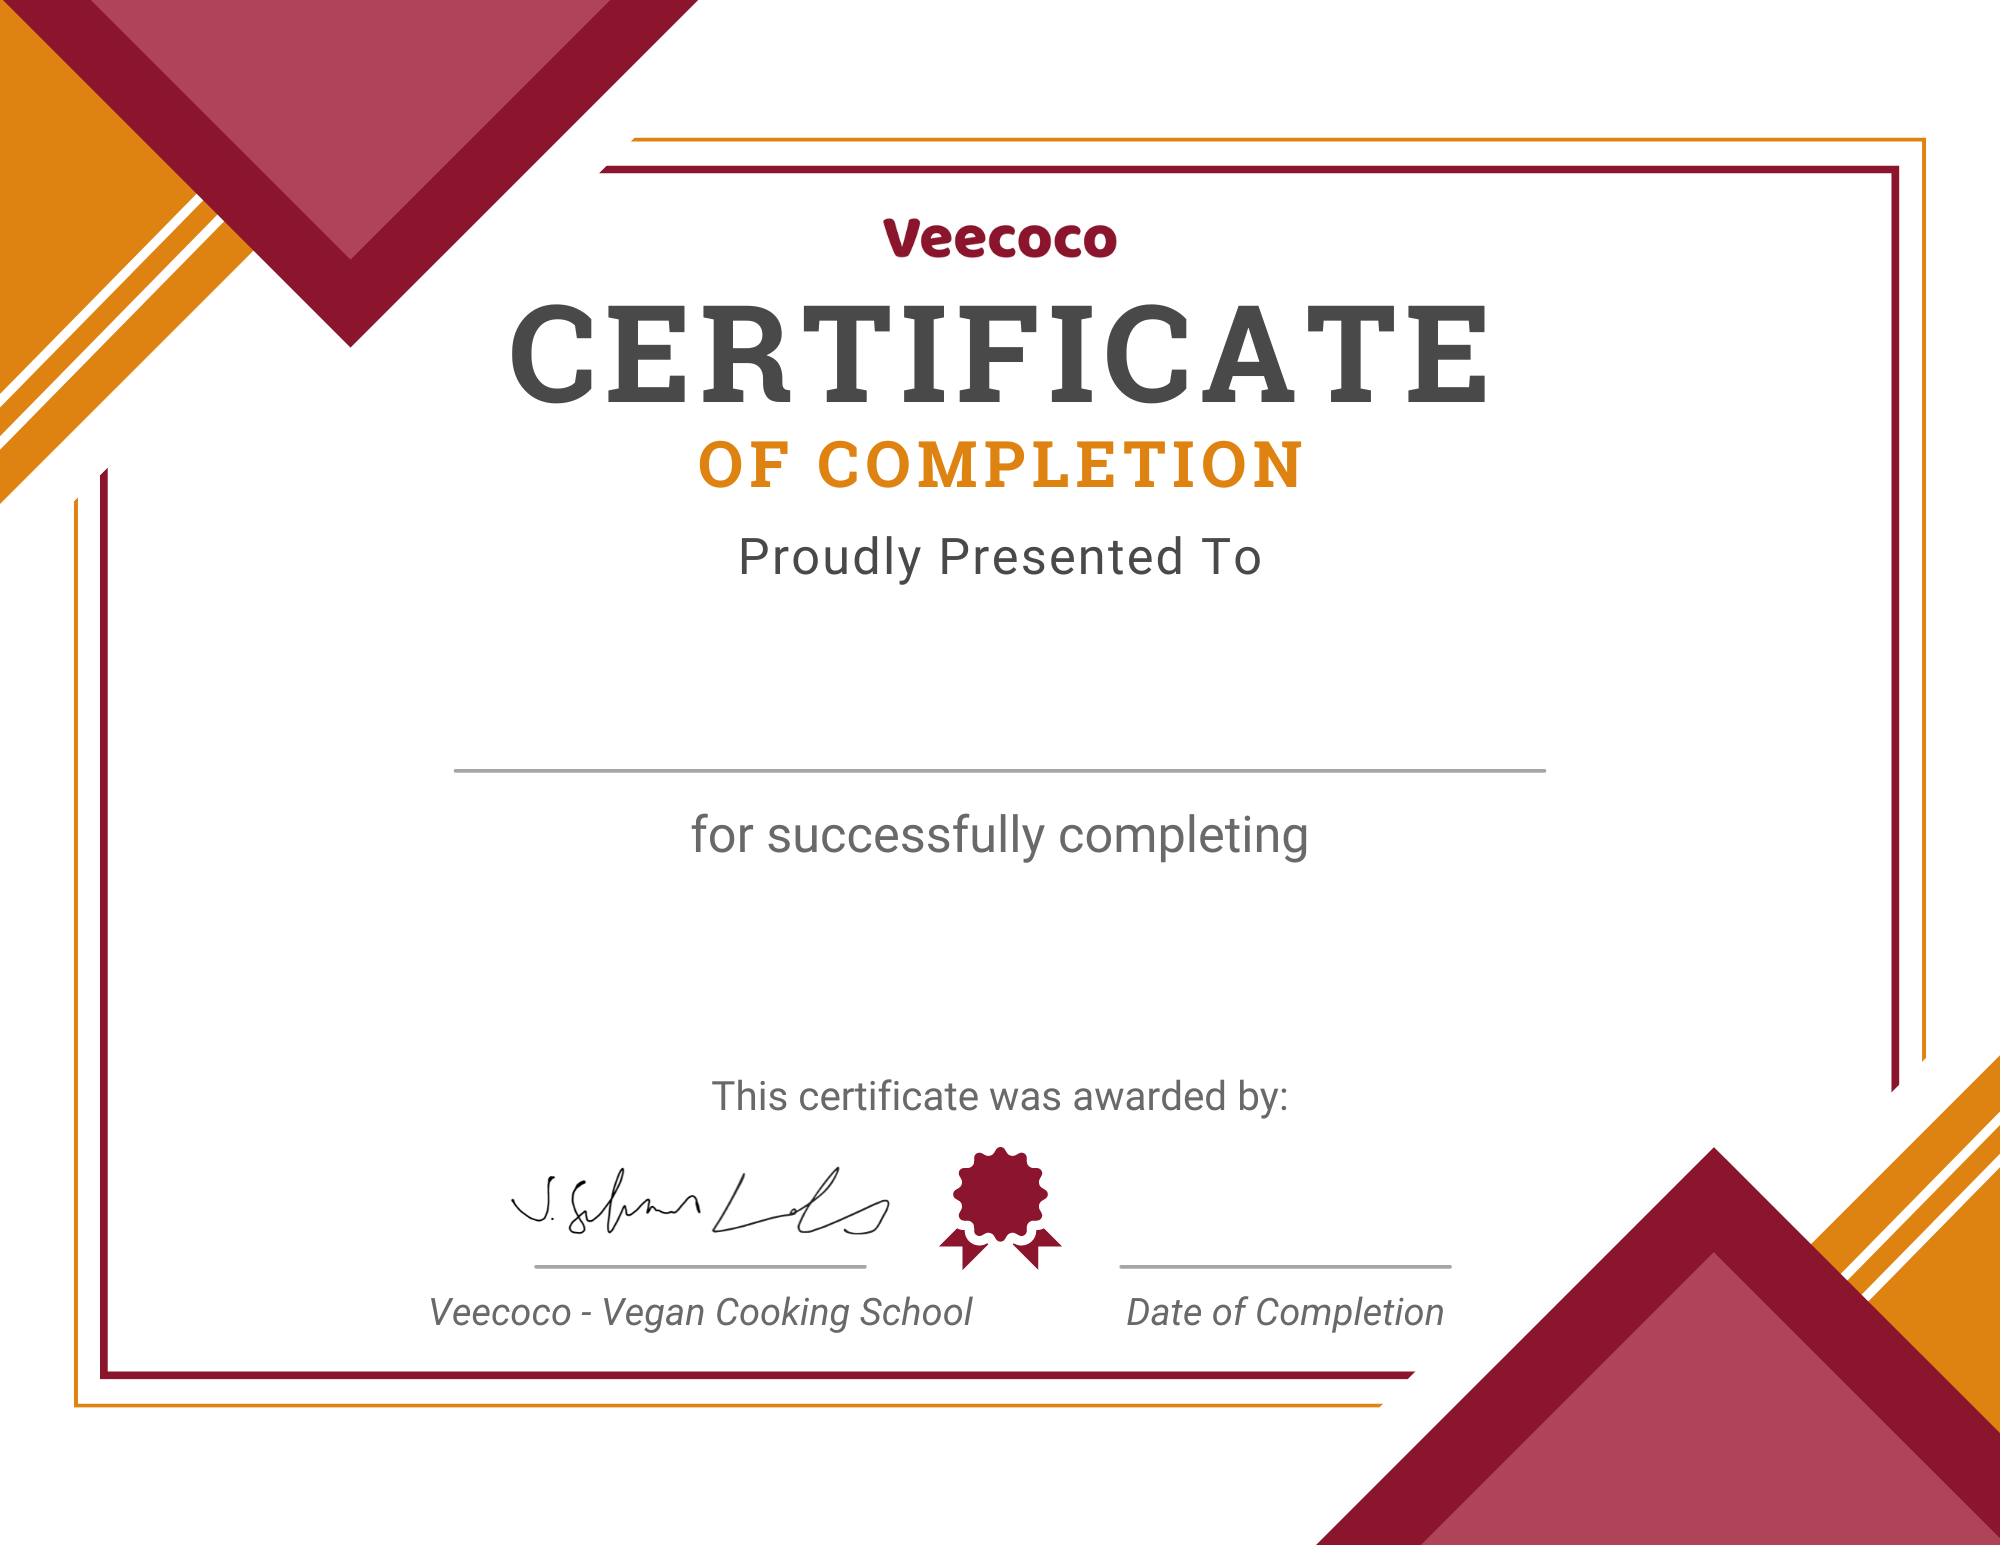 Veecoco
CERTIFICATE
OF COMPLETION
Proudly Presented To
for successfully completing
This certificate was awarded by:
Veecoco - Vegan Cooking School
Date of Completion